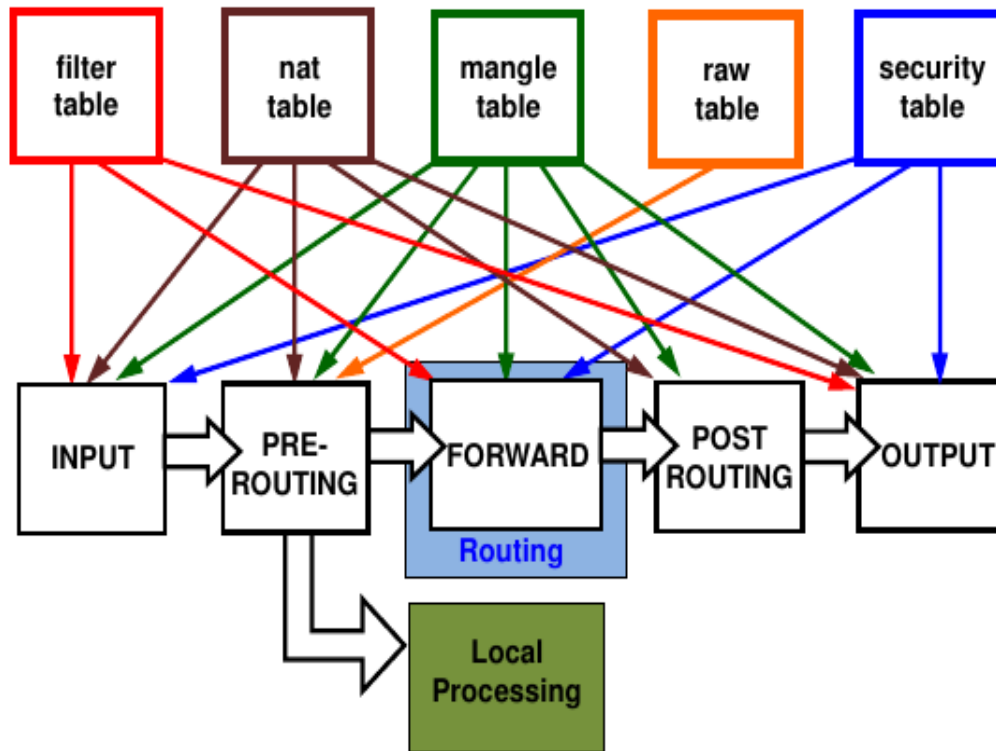 filter
table
nat
table
mangle
table
raw
table
security
table
INPUT
PRE-
ROUTING
FORWARD
POST
ROUTING
OUTPUT
Routing
Local
Processing